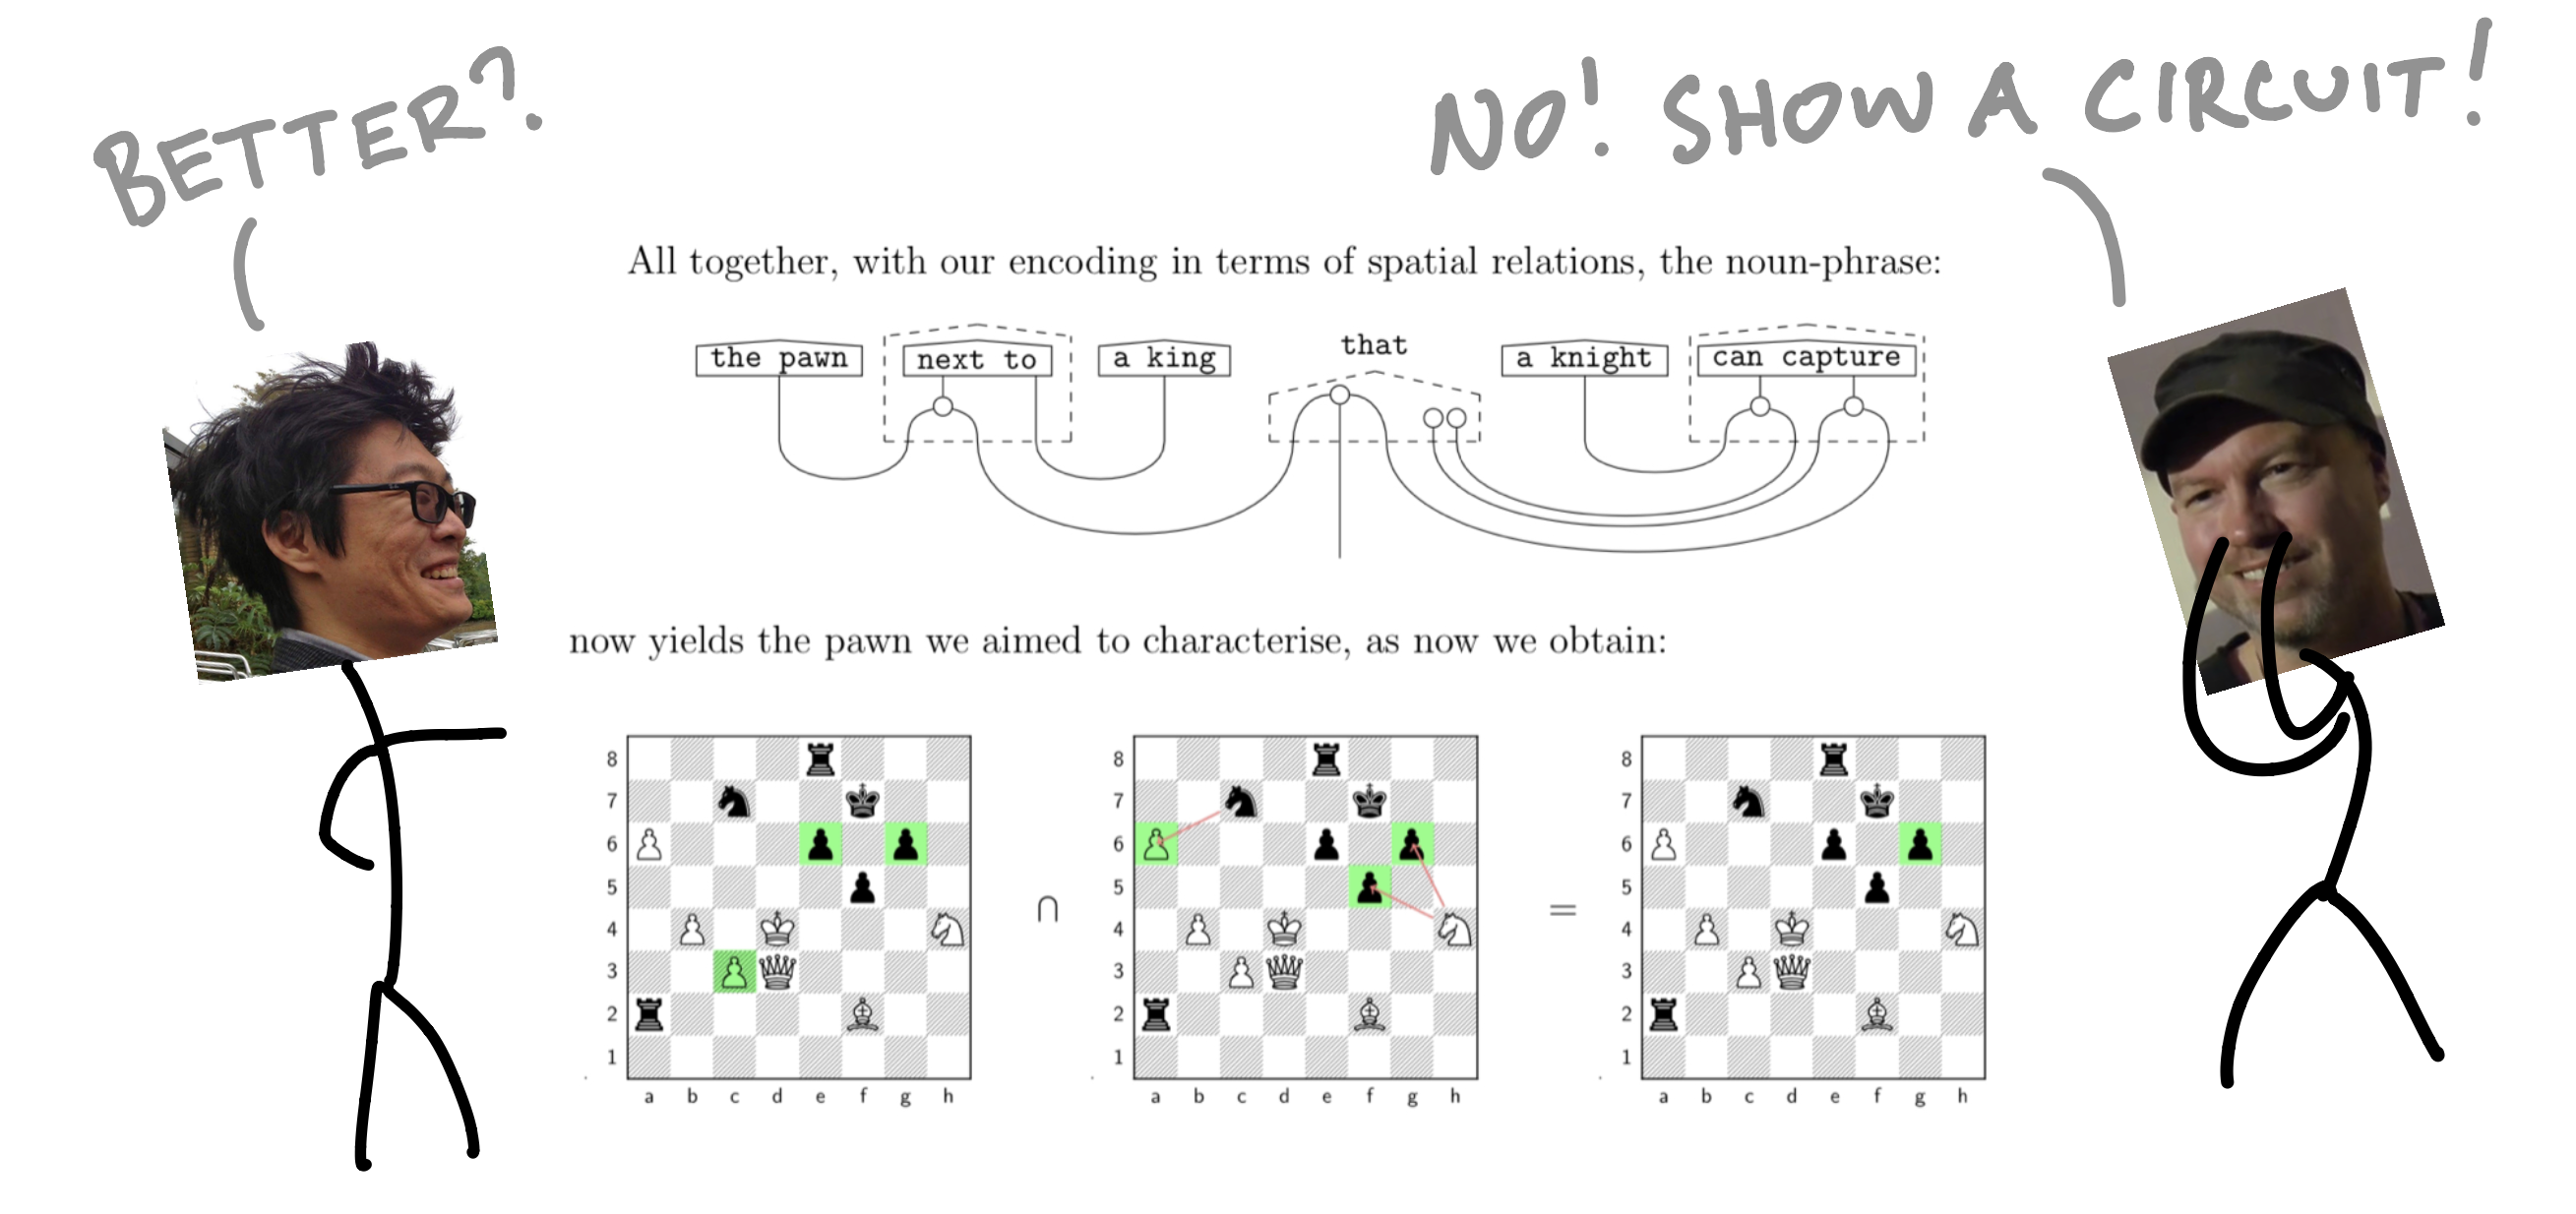 BETTER?
NO! SHOW A CIRCUIT!
All together, with our encoding in terms of spatial relations, the noun-phrase:
the pawn next to a king that a knight can capture
now yields the pawn we aimed to characterise, as now we obtain:
8 8 8
7 7 7
6 6 6
5 5 5
∩ =
4 4 4
3 3 3
2 2 2
1 1 1
a b c d e f g h a b c d e f g h a b c d e f g h